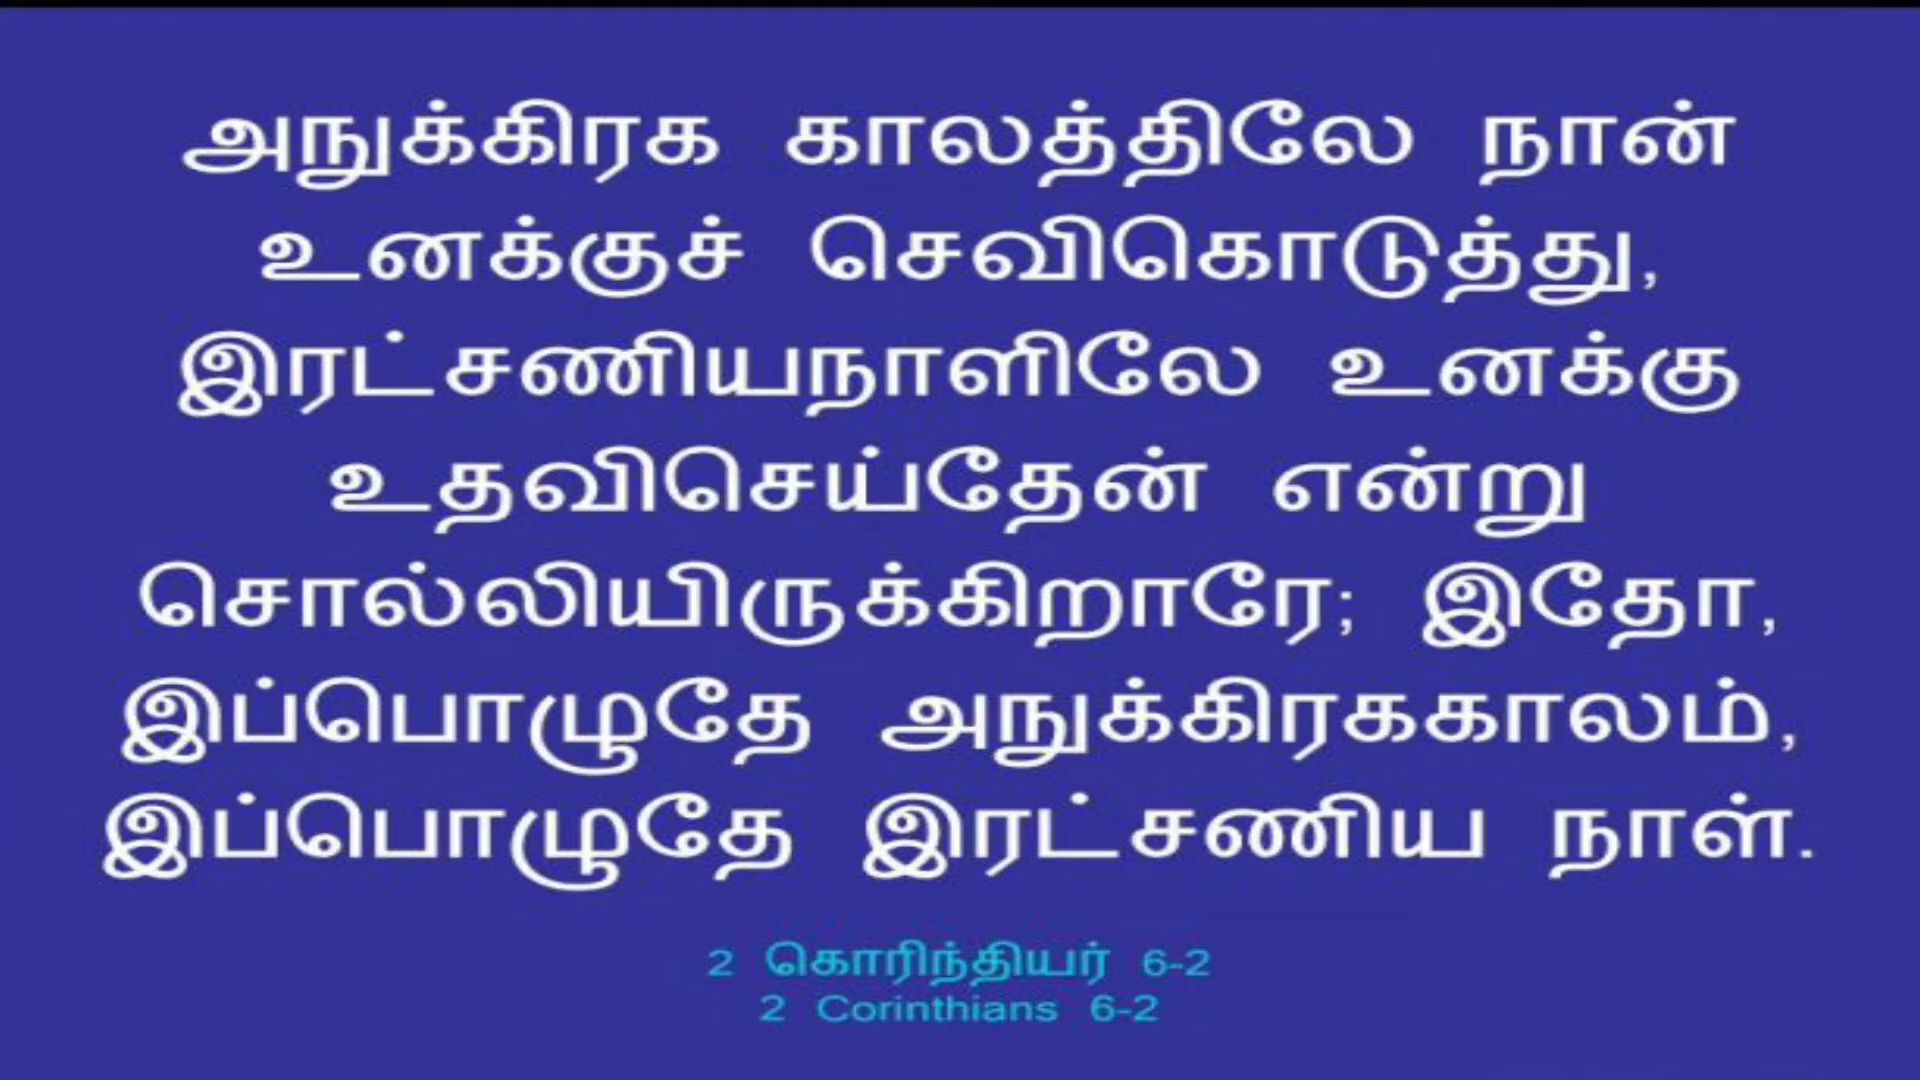 அநுக்கிரக காலத்திலே நான்
உனக்குச் செவிகொடுத்து,
இரட்சணியநாளிலே உனக்கு
உதவிசெய்தேன் என்று
சொல்லியிருக்கிறாரே; இதோ,
இப்பொழுதே அநுக்கிரககாலம்,
இப்பொழுதே இரட்சணிய நாள்.
2 கொரிந்தியர் 6-2
2 Corinthians 6-2